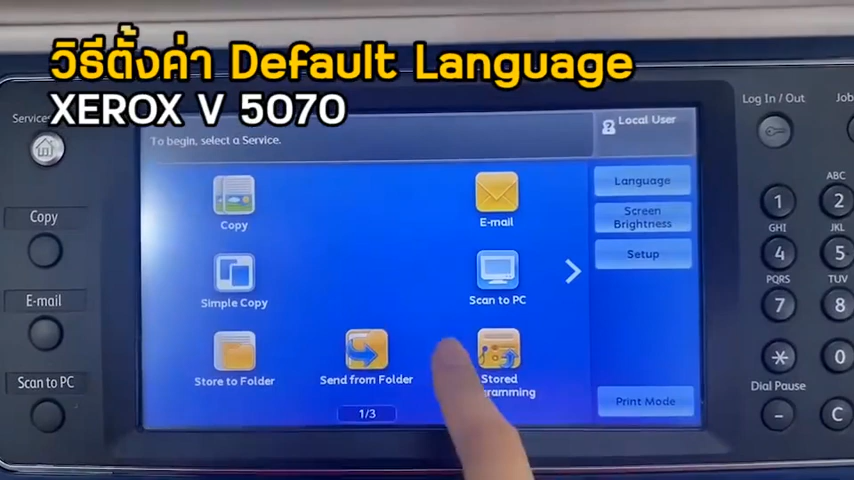 วิธีตั้งค่า Default Language
XEROX V 5070
Services
Log In / Out
Job
To begin, select a Service.
Local User
Copy
E-mail
Language
Screen
Brightness
Setup
Simple Copy
Scan to PC
Store to Folder
Send from Folder
Stored
1/3
Print Mode
Copy
E-mail
Scan to PC
ABC
1
2
GHI
JKL
4
5
PQRS
TUV
7
8
*
0
Dial Pause
-
C